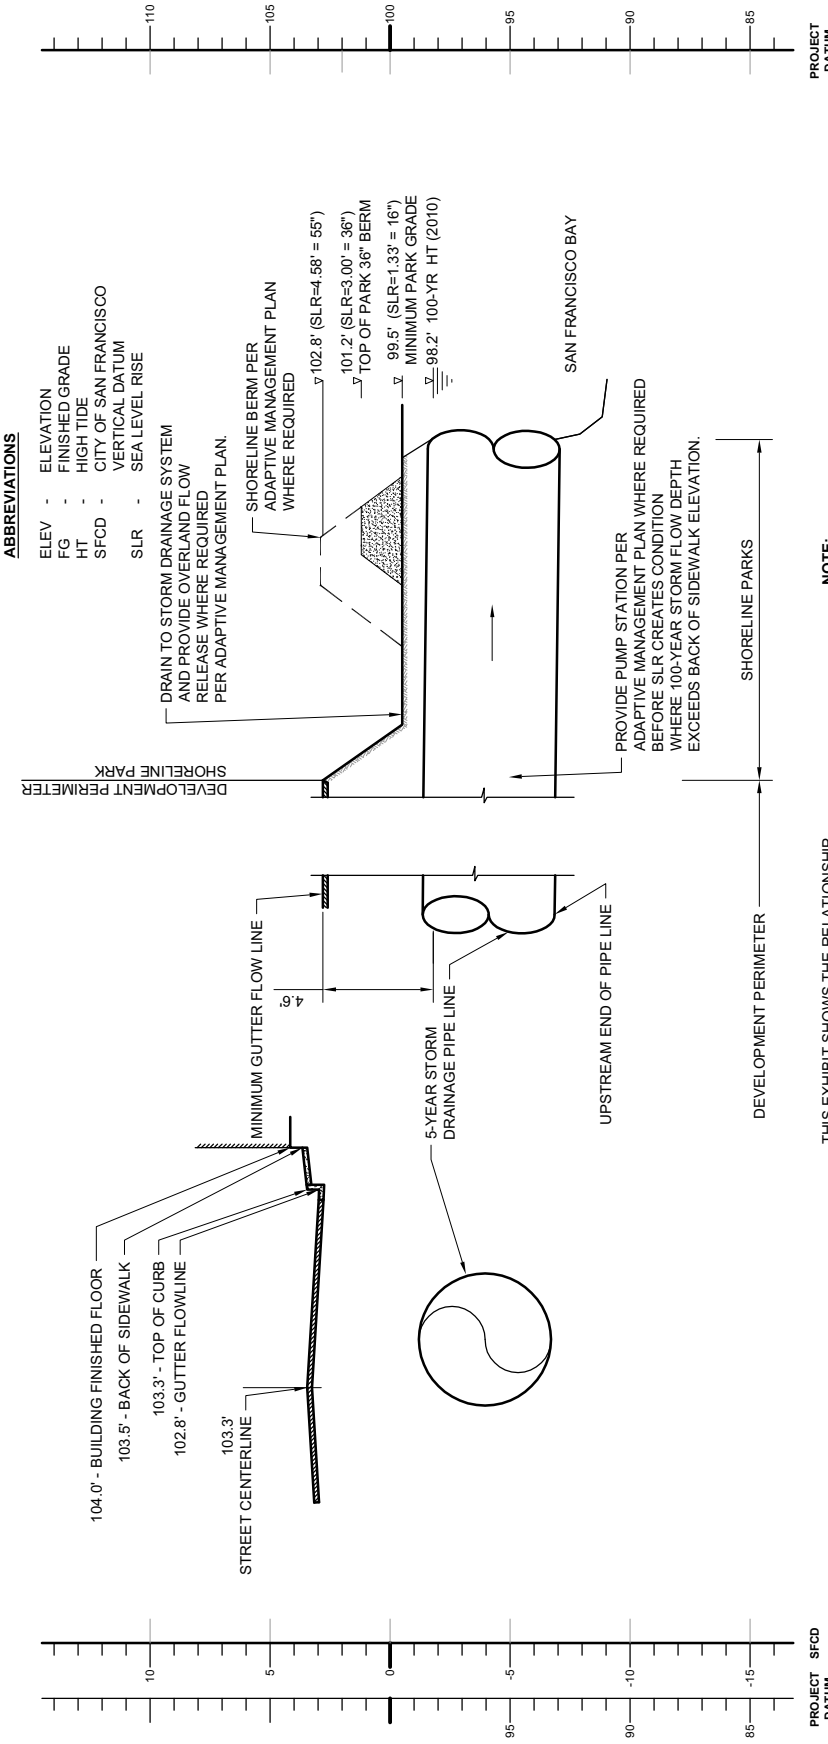 ABBREVIATIONS
ELEV - ELEVATION
FG - FINISHED GRADE
HT - HIGH TIDE
SFCD - CITY OF SAN FRANCISCO
VERTICAL DATUM
SLR - SEA LEVEL RISE
104.0' - BUILDING FINISHED FLOOR
103.5' - BACK OF SIDEWALK
103.3' - TOP OF CURB
102.8' - GUTTER FLOWLINE
103.3'
STREET CENTERLINE
MINIMUM GUTTER FLOW LINE
4.6'
5-YEAR STORM
DRAINAGE PIPE LINE
UPSTREAM END OF PIPE LINE
DEVELOPMENT PERIMETER
SHORELINE PARK
DRAIN TO STORM DRAINAGE SYSTEM
AND PROVIDE OVERLAND FLOW
RELEASE WHERE REQUIRED
PER ADAPTIVE MANAGEMENT PLAN.
SHORELINE BERM PER
ADAPTIVE MANAGEMENT PLAN
WHERE REQUIRED
102.8' (SLR=4.58' = 55")
101.2' (SLR=3.00' = 36")
TOP OF PARK 36" BERM
99.5' (SLR=1.33' = 16")
MINIMUM PARK GRADE
98.2' 100-YR HT (2010)
SAN FRANCISCO BAY
PROVIDE PUMP STATION PER
ADAPTIVE MANAGEMENT PLAN WHERE REQUIRED
BEFORE SLR CREATES CONDITION
WHERE 100-YEAR STORM FLOW DEPTH
EXCEEDS BACK OF SIDEWALK ELEVATION.
DEVELOPMENT PERIMETER
SHORELINE PARKS
10
5
0
-5
-10
-15
95
90
85
PROJECT
DATUM
SFCD
110
105
100
95
90
85
PROJECT
DATUM
THIS EXHIBIT SHOWS THE RELATIONSHIP
NOTE: